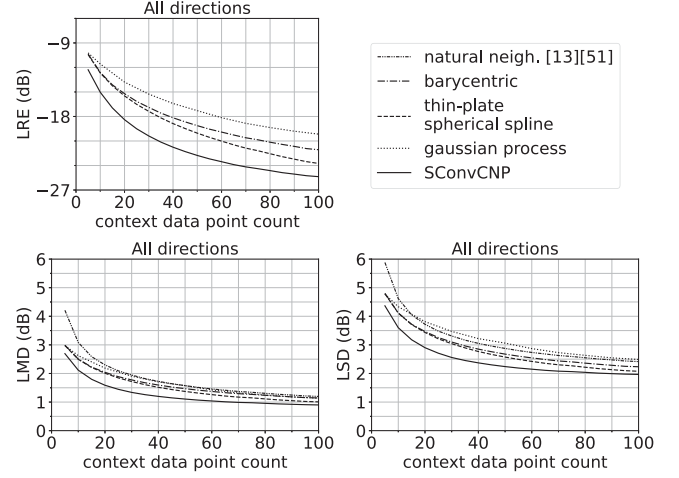 All directions
−9
−18
−27
LRE (dB)
0 20 40 60 80 100
context data point count
natural neigh. [13][51]
barycentric
thin-plate
spherical spline
gaussian process
SConvCNP
All directions
6
5
4
3
2
1
0
LMD (dB)
0 20 40 60 80 100
context data point count
All directions
6
5
4
3
2
1
0
LSD (dB)
0 20 40 60 80 100
context data point count